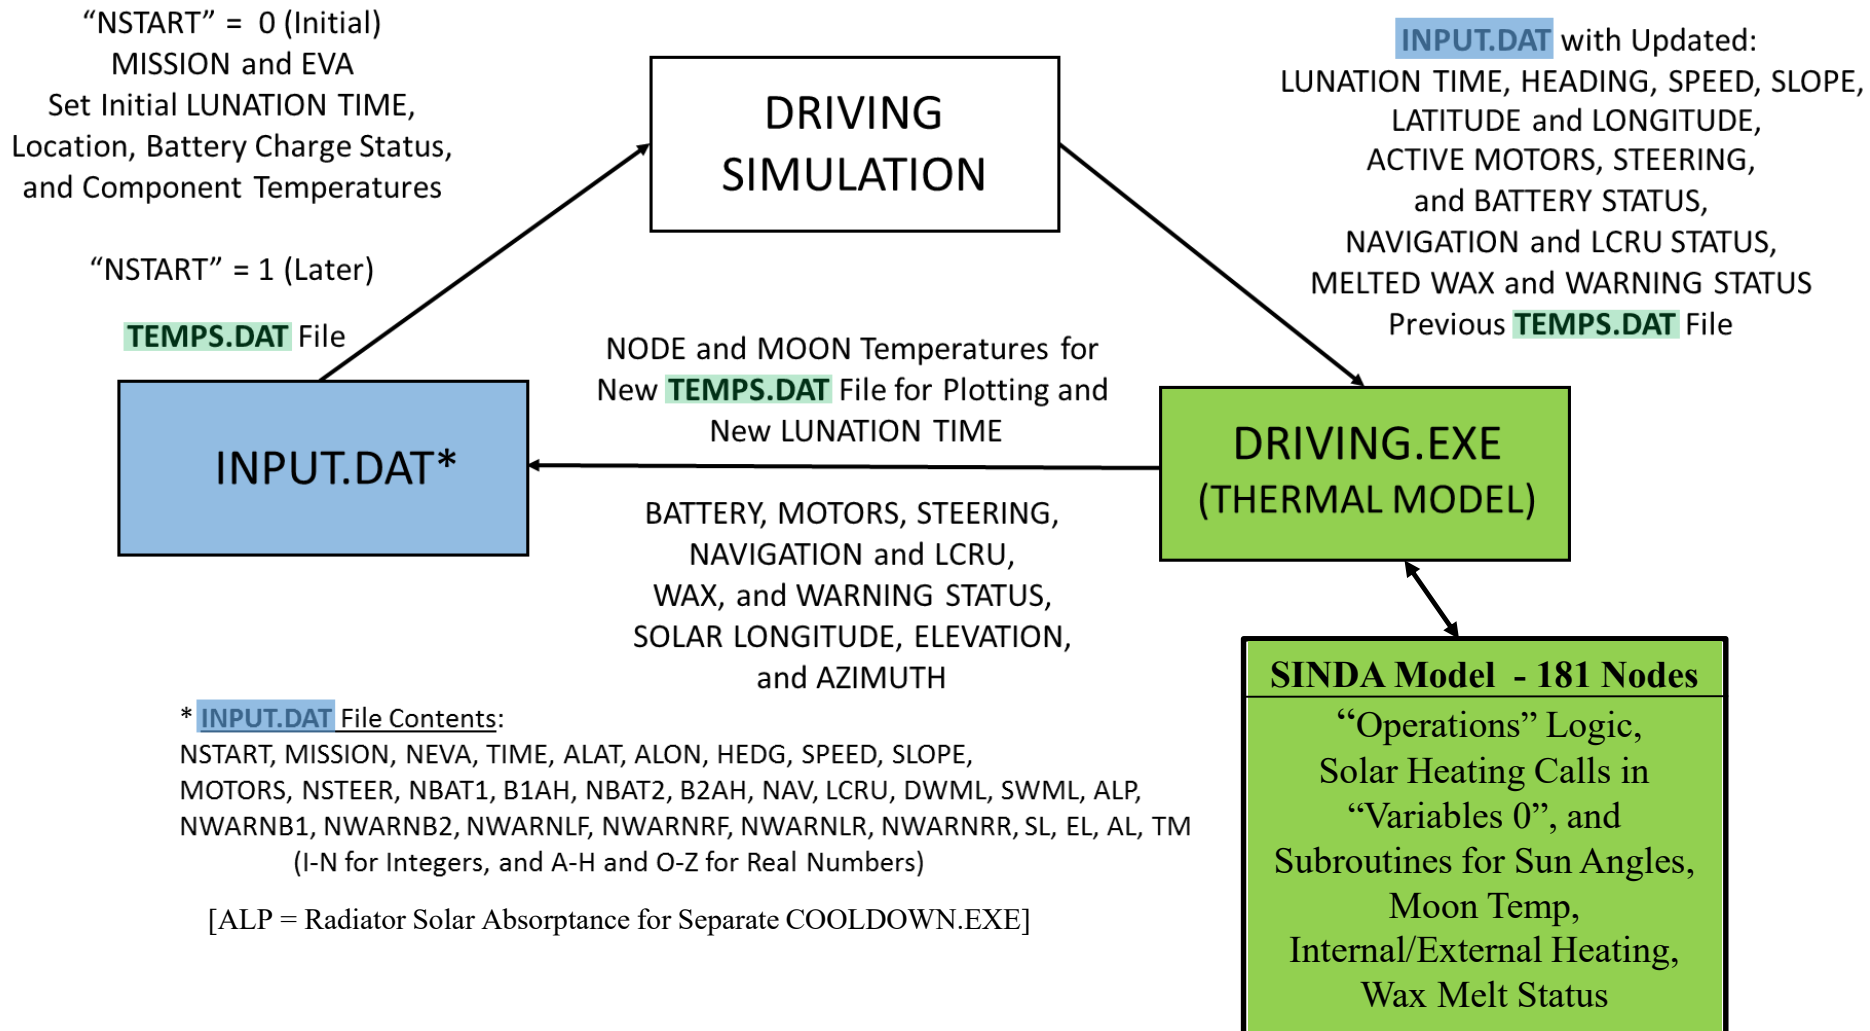 “NSTART” = 0 (Initial)
MISSION and EVA
Set Initial LUNATION TIME,
Location, Battery Charge Status,
and Component Temperatures
“NSTART” = 1 (Later)
TEMPS.DAT File
DRIVING
SIMULATION
INPUT.DAT with Updated:
LUNATION TIME, HEADING, SPEED, SLOPE,
LATITUDE and LONGITUDE,
ACTIVE MOTORS, STEERING,
and BATTERY STATUS,
NAVIGATION and LCRU STATUS,
MELTED WAX and WARNING STATUS
Previous TEMPS.DAT File
NODE and MOON Temperatures for
New TEMPS.DAT File for Plotting and
New LUNATION TIME
INPUT.DAT*
DRIVING.EXE
(THERMAL MODEL)
BATTERY, MOTORS, STEERING,
NAVIGATION and LCRU,
WAX, and WARNING STATUS,
SOLAR LONGITUDE, ELEVATION,
and AZIMUTH
SINDA Model - 181 Nodes
“Operations” Logic,
Solar Heating Calls in
“Variables 0”, and
Subroutines for Sun Angles,
Moon Temp,
Internal/External Heating,
Wax Melt Status
* INPUT.DAT File Contents:
NSTART, MISSION, NEVA, TIME, ALAT, ALON, HEDG, SPEED, SLOPE,
MOTORS, NSTEER, NBAT1, B1AH, NBAT2, B2AH, NAV, LCRU, DWML, SWML, ALP,
NWARNB1, NWARNB2, NWARNLF, NWARNRF, NWARNLR, NWARNRR, SL, EL, AL, TM
(I-N for Integers, and A-H and O-Z for Real Numbers)
[ALP = Radiator Solar Absorptance for Separate COOLDOWN.EXE]